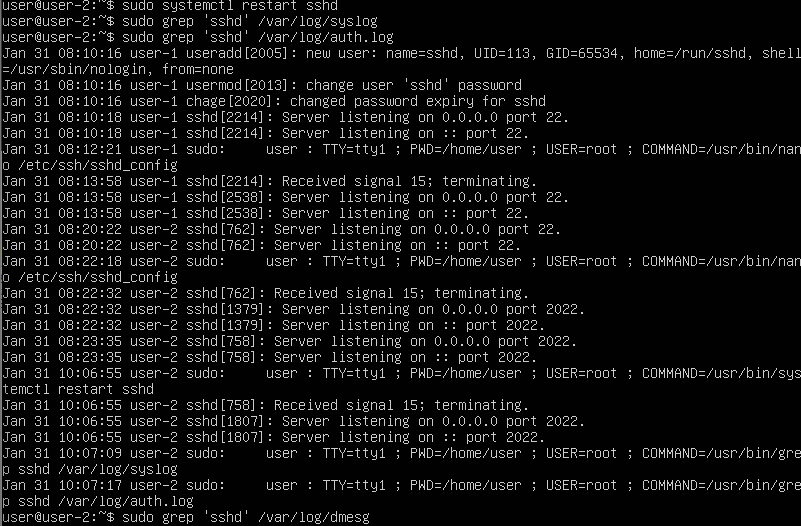 user@user-2:~$ sudo systemctl restart sshd
user@user-2:~$ sudo grep 'sshd' /var/log/syslog
user@user-2:~$ sudo grep 'sshd' /var/log/auth.log
Jan 31 08:10:16 user-1 useradd[2005]: new user: name=sshd, UID=113, GID=65534, home=/run/sshd, shell
=/usr/sbin/nologin, from=none
Jan 31 08:10:16 user-1 usermod[2013]: change user 'sshd' password
Jan 31 08:10:16 user-1 chage[2020]: changed password expiry for sshd
Jan 31 08:10:18 user-1 sshd[2214]: Server listening on 0.0.0.0 port 22.
Jan 31 08:10:18 user-1 sshd[2214]: Server listening on :: port 22.
Jan 31 08:12:21 user-1 sudo:     user : TTY=tty1 ; PWD=/home/user ; USER=root ; COMMAND=/usr/bin/nan
o /etc/ssh/sshd_config
Jan 31 08:13:58 user-1 sshd[2214]: Received signal 15; terminating.
Jan 31 08:13:58 user-1 sshd[2538]: Server listening on 0.0.0.0 port 22.
Jan 31 08:13:58 user-1 sshd[2538]: Server listening on :: port 22.
Jan 31 08:20:22 user-2 sshd[762]: Server listening on 0.0.0.0 port 22.
Jan 31 08:20:22 user-2 sshd[762]: Server listening on :: port 22.
Jan 31 08:22:18 user-2 sudo:     user : TTY=tty1 ; PWD=/home/user ; USER=root ; COMMAND=/usr/bin/nan
o /etc/ssh/sshd_config
Jan 31 08:22:32 user-2 sshd[762]: Received signal 15; terminating.
Jan 31 08:22:32 user-2 sshd[1379]: Server listening on 0.0.0.0 port 2022.
Jan 31 08:22:32 user-2 sshd[1379]: Server listening on :: port 2022.
Jan 31 08:23:35 user-2 sshd[758]: Server listening on 0.0.0.0 port 2022.
Jan 31 08:23:35 user-2 sshd[758]: Server listening on :: port 2022.
Jan 31 10:06:55 user-2 sudo:     user : TTY=tty1 ; PWD=/home/user ; USER=root ; COMMAND=/usr/bin/sys
temctl restart sshd
Jan 31 10:06:55 user-2 sshd[758]: Received signal 15; terminating.
Jan 31 10:06:55 user-2 sshd[1807]: Server listening on 0.0.0.0 port 2022.
Jan 31 10:06:55 user-2 sshd[1807]: Server listening on :: port 2022.
Jan 31 10:07:09 user-2 sudo:     user : TTY=tty1 ; PWD=/home/user ; USER=root ; COMMAND=/usr/bin/gre
p sshd /var/log/syslog
Jan 31 10:07:17 user-2 sudo:     user : TTY=tty1 ; PWD=/home/user ; USER=root ; COMMAND=/usr/bin/gre
p sshd /var/log/auth.log
user@user-2:~$ sudo grep 'sshd' /var/log/dmesg